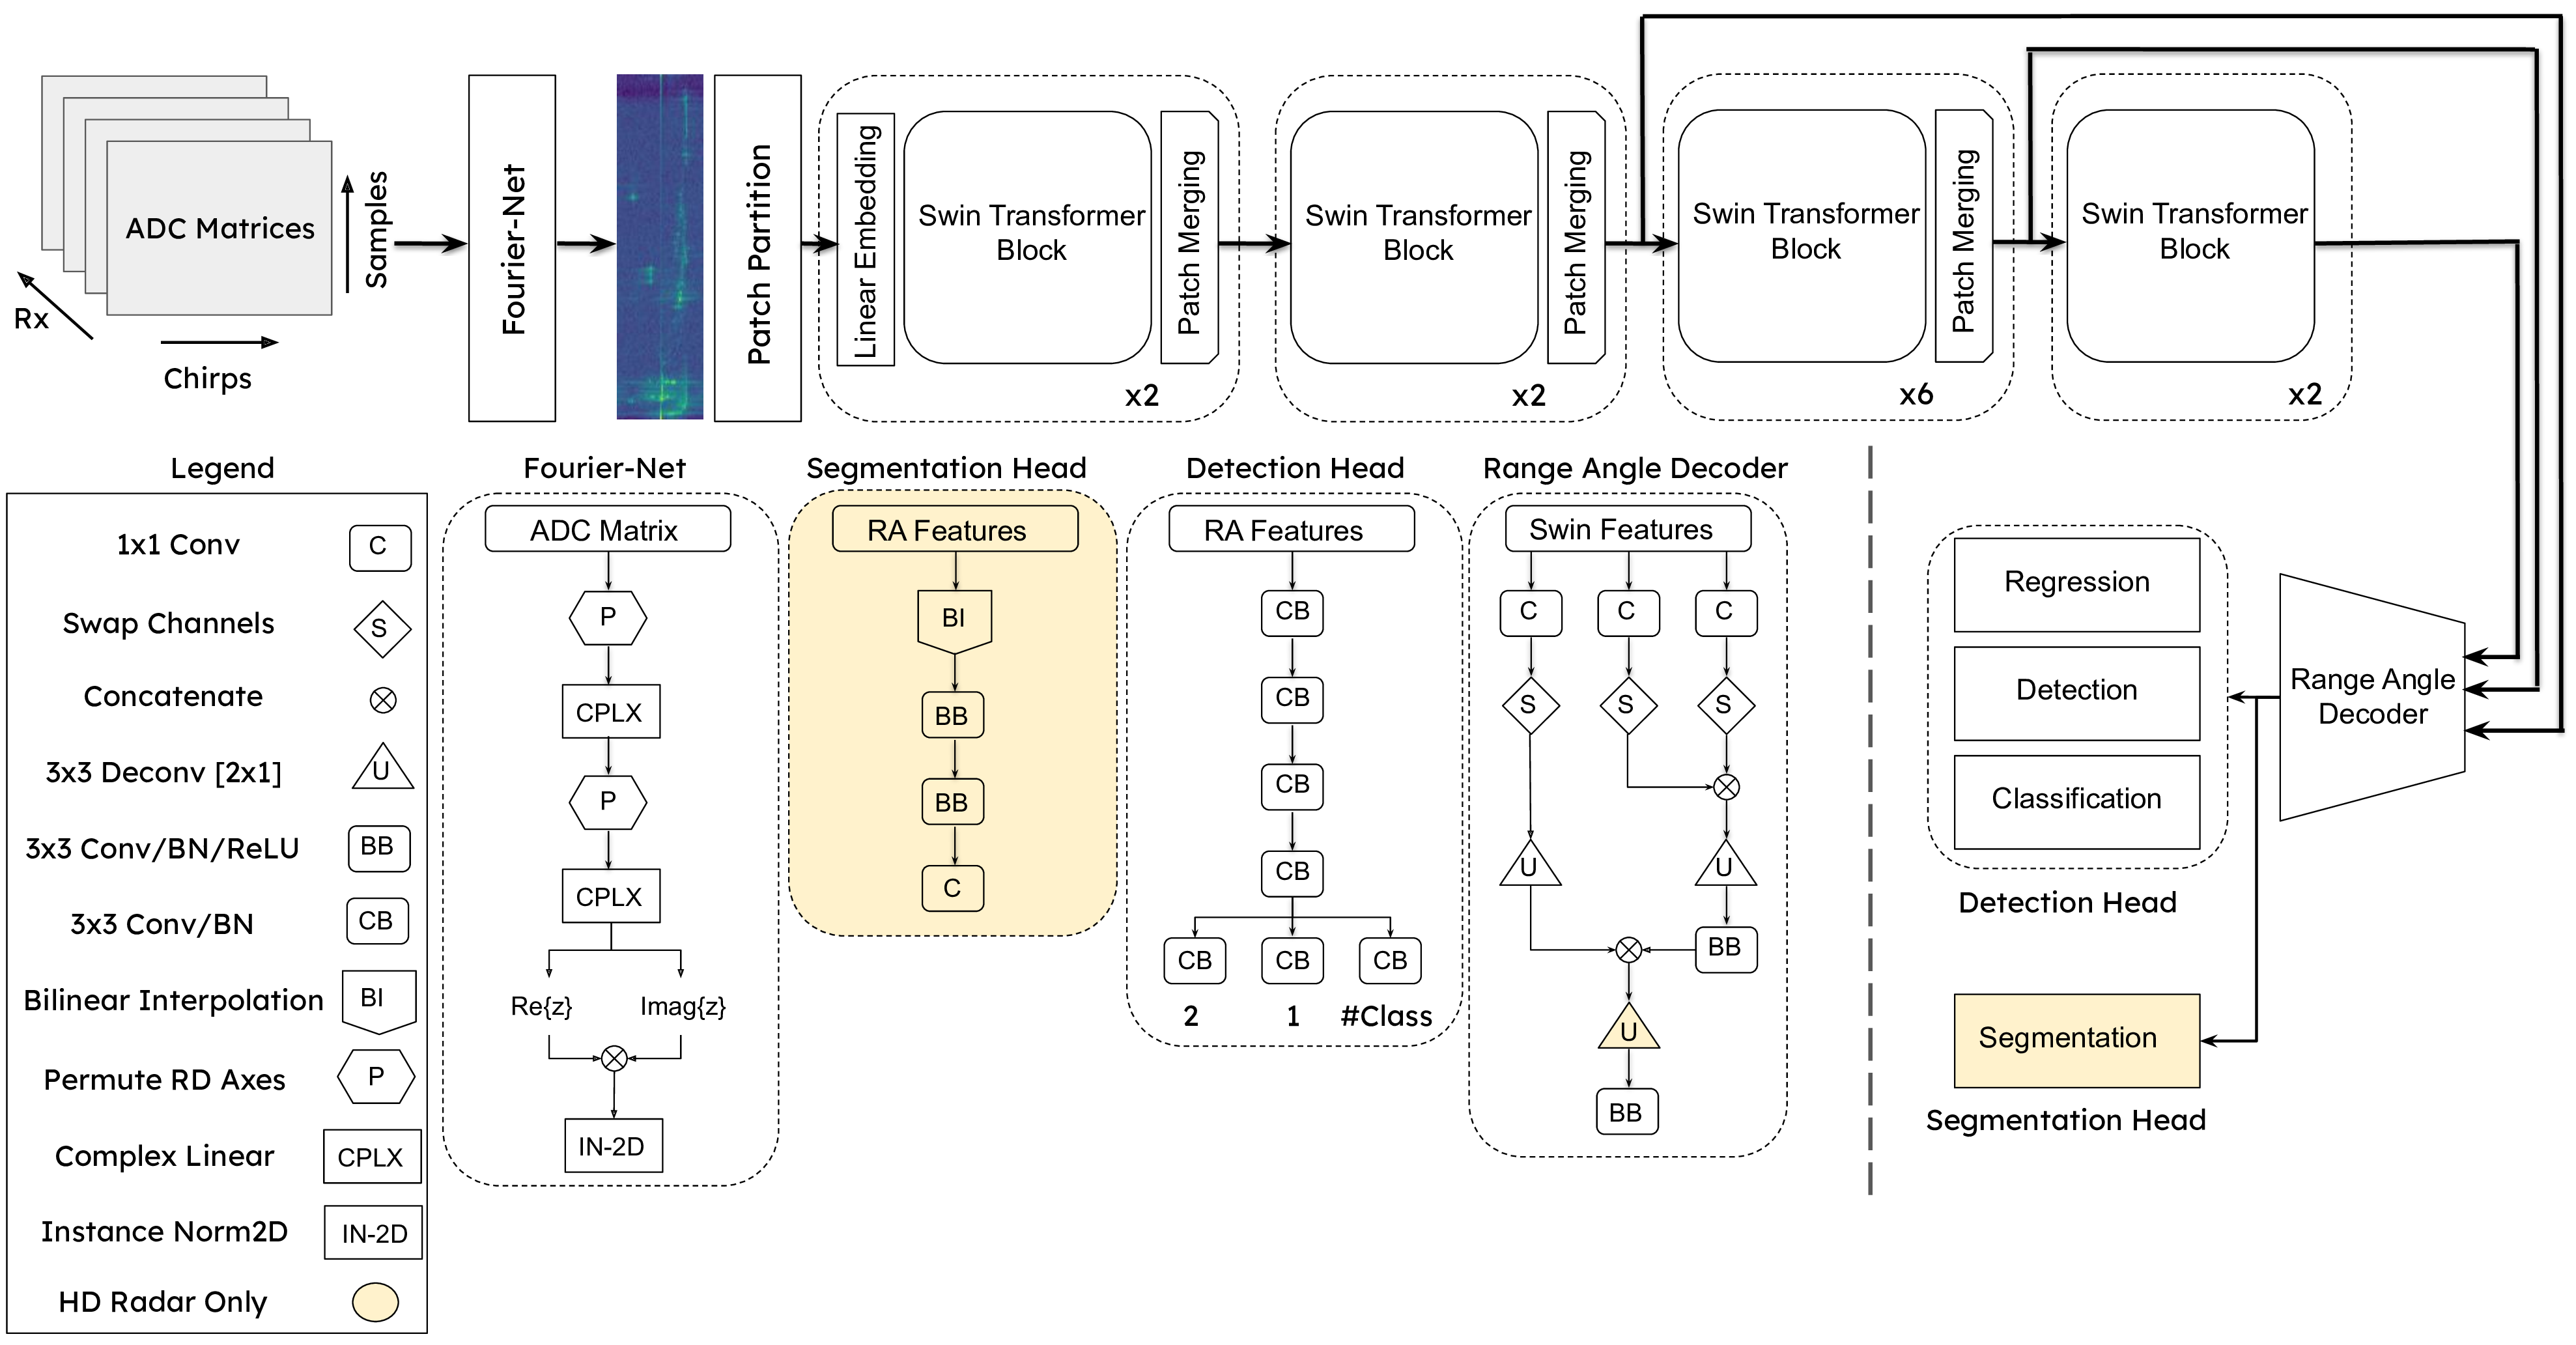 ADC Matrices
Samples
Rx
Chirps
Fourier-Net
Patch Partition
Linear Embedding
Swin Transformer
Block
Patch Merging
x2
Swin Transformer
Block
Patch Merging
x2
Swin Transformer
Block
Patch Merging
x6
Swin Transformer
Block
x2
Legend
1x1 Conv
C
Swap Channels
S
Concatenate
3x3 Deconv [2x1]
U
3x3 Conv/BN/ReLU
BB
3x3 Conv/BN
CB
Bilinear Interpolation
BI
Permute RD Axes
P
Complex Linear
CPLX
Instance Norm2D
IN-2D
HD Radar Only
Fourier-Net
ADC Matrix
P
CPLX
P
CPLX
Re{z}
Imag{z}
IN-2D
Segmentation Head
RA Features
BI
BB
BB
C
Detection Head
RA Features
CB
CB
CB
CB
CB
CB
CB
2
1
#Class
Range Angle Decoder
Swin Features
C
C
C
S
S
S
U
U
BB
U
BB
Regression
Detection
Classification
Detection Head
Range Angle
Decoder
Segmentation
Segmentation Head